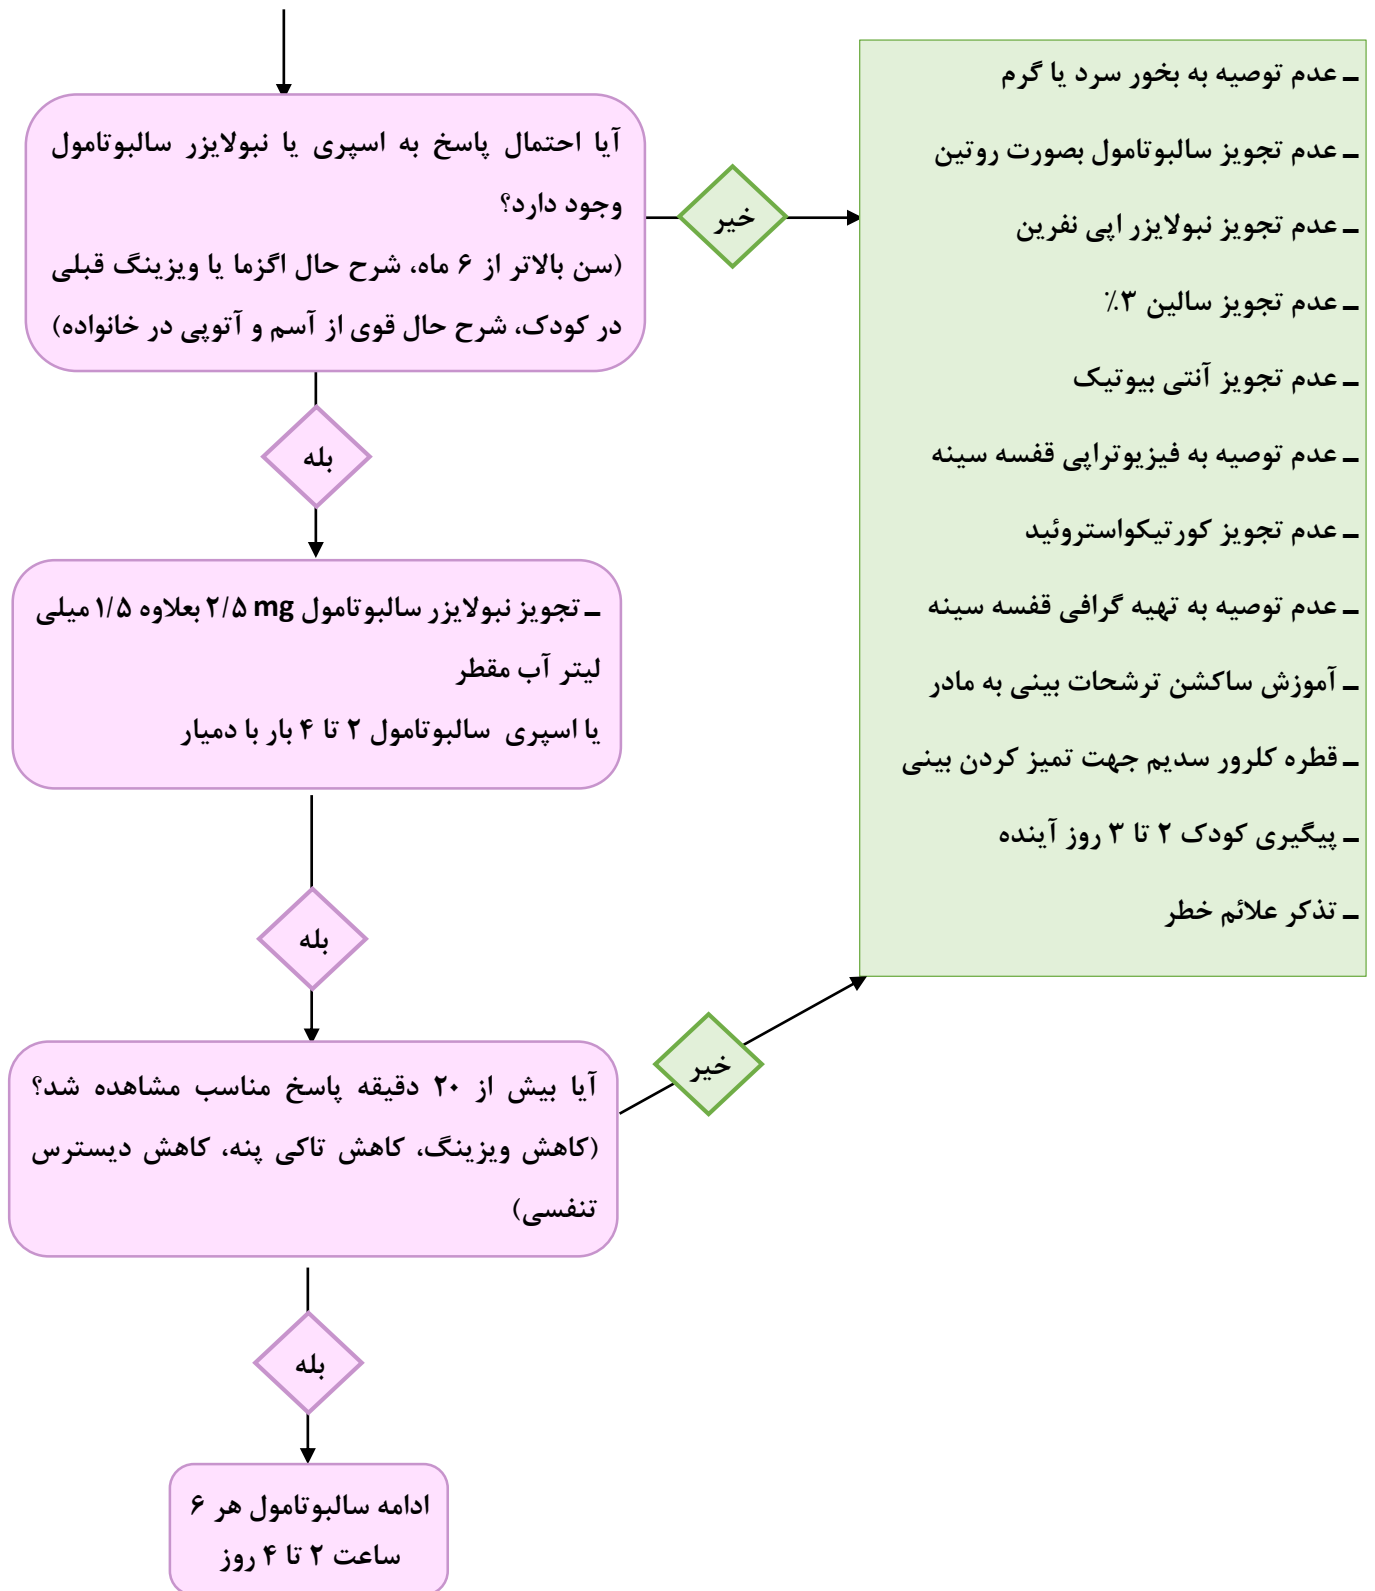 آیا احتمال پاسخ به اسپری یا نبولایزر سالبوتامول
وجود دارد؟
(سن بالاتر از ۶ ماه، شرح حال اگزما یا ویزینگ قبلی
در کودک، شرح حال قوی از آسم و آتوپی در خانواده)
خیر
ـ عدم توصیه به بخور سرد یا گرم
ـ عدم تجویز سالبوتامول بصورت روتین
ـ عدم تجویز نبولایزر اپی نفرین
ـ عدم تجویز سالین ۳٪
ـ عدم تجویز آنتی بیوتیک
ـ عدم توصیه به فیزیوتراپی قفسه سینه
ـ عدم تجویز کورتیکواستروئید
ـ عدم توصیه به تهیه گرافی قفسه سینه
ـ آموزش ساکشن ترشحات بینی به مادر
ـ قطره کلرور سدیم جهت تمیز کردن بینی
ـ پیگیری کودک ۲ تا ۳ روز آینده
ـ تذکر علائم خطر
بله
ـ تجویز نبولایزر سالبوتامول ۲/۵ mg بعلاوه ۱/۵ میلی
لیتر آب مقطر
یا اسپری سالبوتامول ۲ تا ۴ بار با دمیار
بله
آیا بیش از ۲۰ دقیقه پاسخ مناسب مشاهده شد؟
(کاهش ویزینگ، کاهش تاکی پنه، کاهش دیسترس
تنفسی)
خیر
بله
ادامه سالبوتامول هر ۶
ساعت ۲ تا ۴ روز